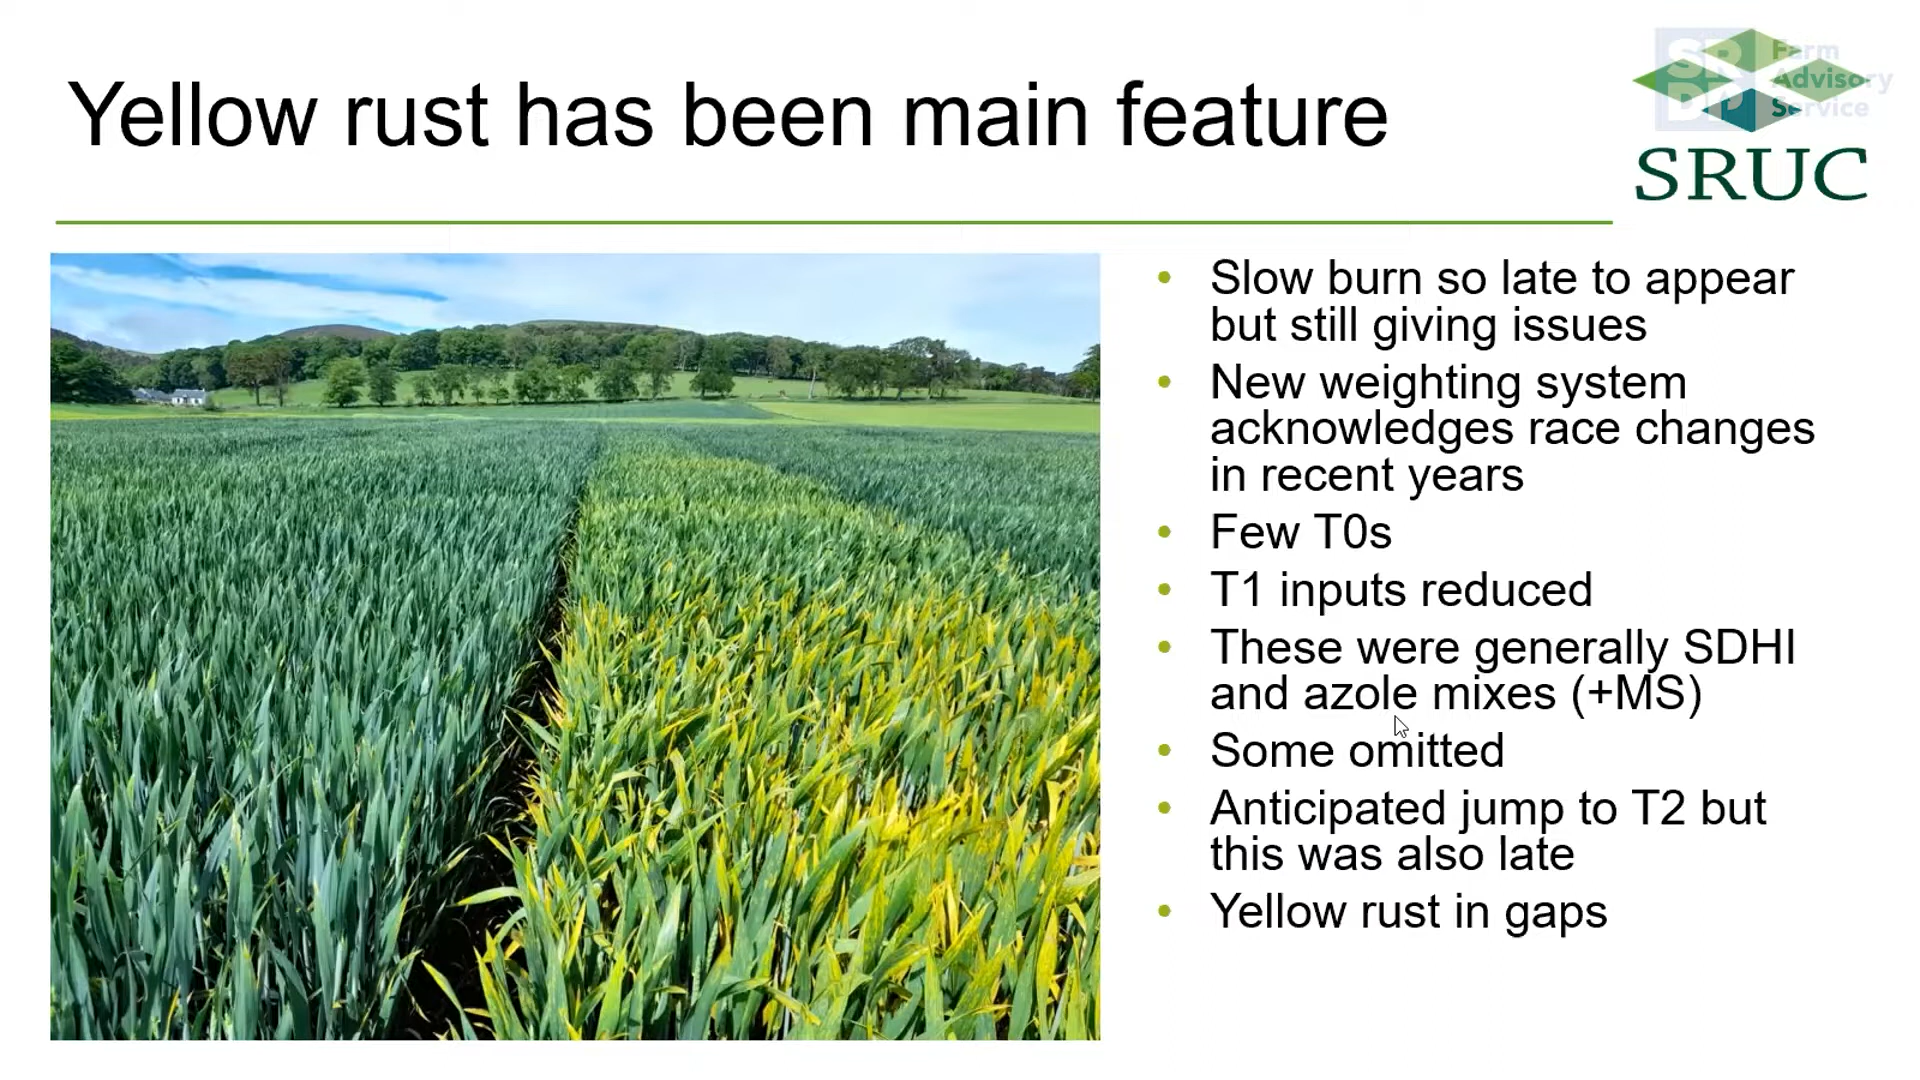 Yellow rust has been main feature
SRDP
Farm
Advisory
Service
SRUC
• Slow burn so late to appear
but still giving issues
• New weighting system
acknowledges race changes
in recent years
• Few T0s
• T1 inputs reduced
• These were generally SDHI
and azole mixes (+MS)
• Some omitted
• Anticipated jump to T2 but
this was also late
• Yellow rust in gaps